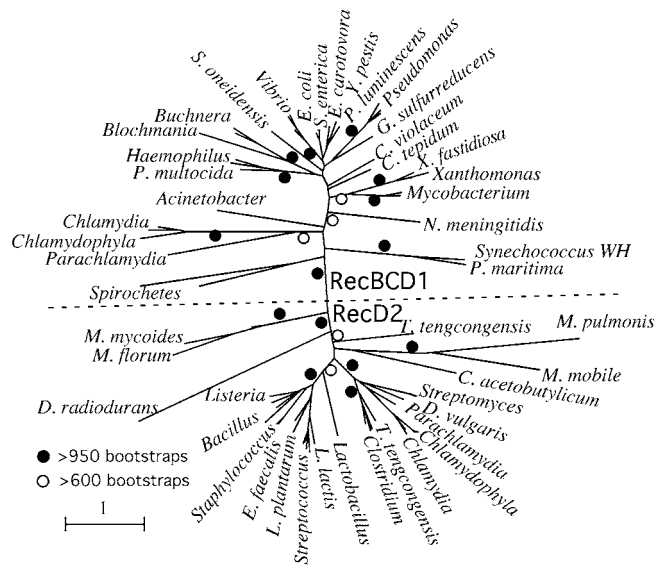 S. oneidensis
Vibrio
E. coli
S. enterica
E. carotovora
Y. pestis
P. luminescens
Pseudomonas
G. sulfurreducens
C. violaceum
C. tepidum
X. fastidiosa
Xanthomonas
Mycobacterium
N. meningitidis
Synechococcus WH
P. maritima
Buchnera
Blochmania
Haemophilus
P. multocida
Acinetobacter
Chlamydia
Chlamydophyla
Parachlamydia
Spirochetes
RecBCD1
RecD2
M. mycoides
M. florum
D. radiodurans
T. tengcongensis
M. pulmonis
M. mobile
C. acetobutylicum
Streptomyces
D. vulgaris
Parachlamydia
Chlamydophyla
Chlamydia
T. tengcongensis
Clostridium
Lactobacillus
L. lactis
Streptococcus
L. plantarum
E. faecalis
Staphylococcus
Bacillus
Listeria
>950 bootstraps
>600 bootstraps
1